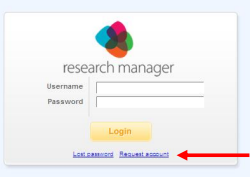 research manager
Username
Password
Login
Lost password Request account